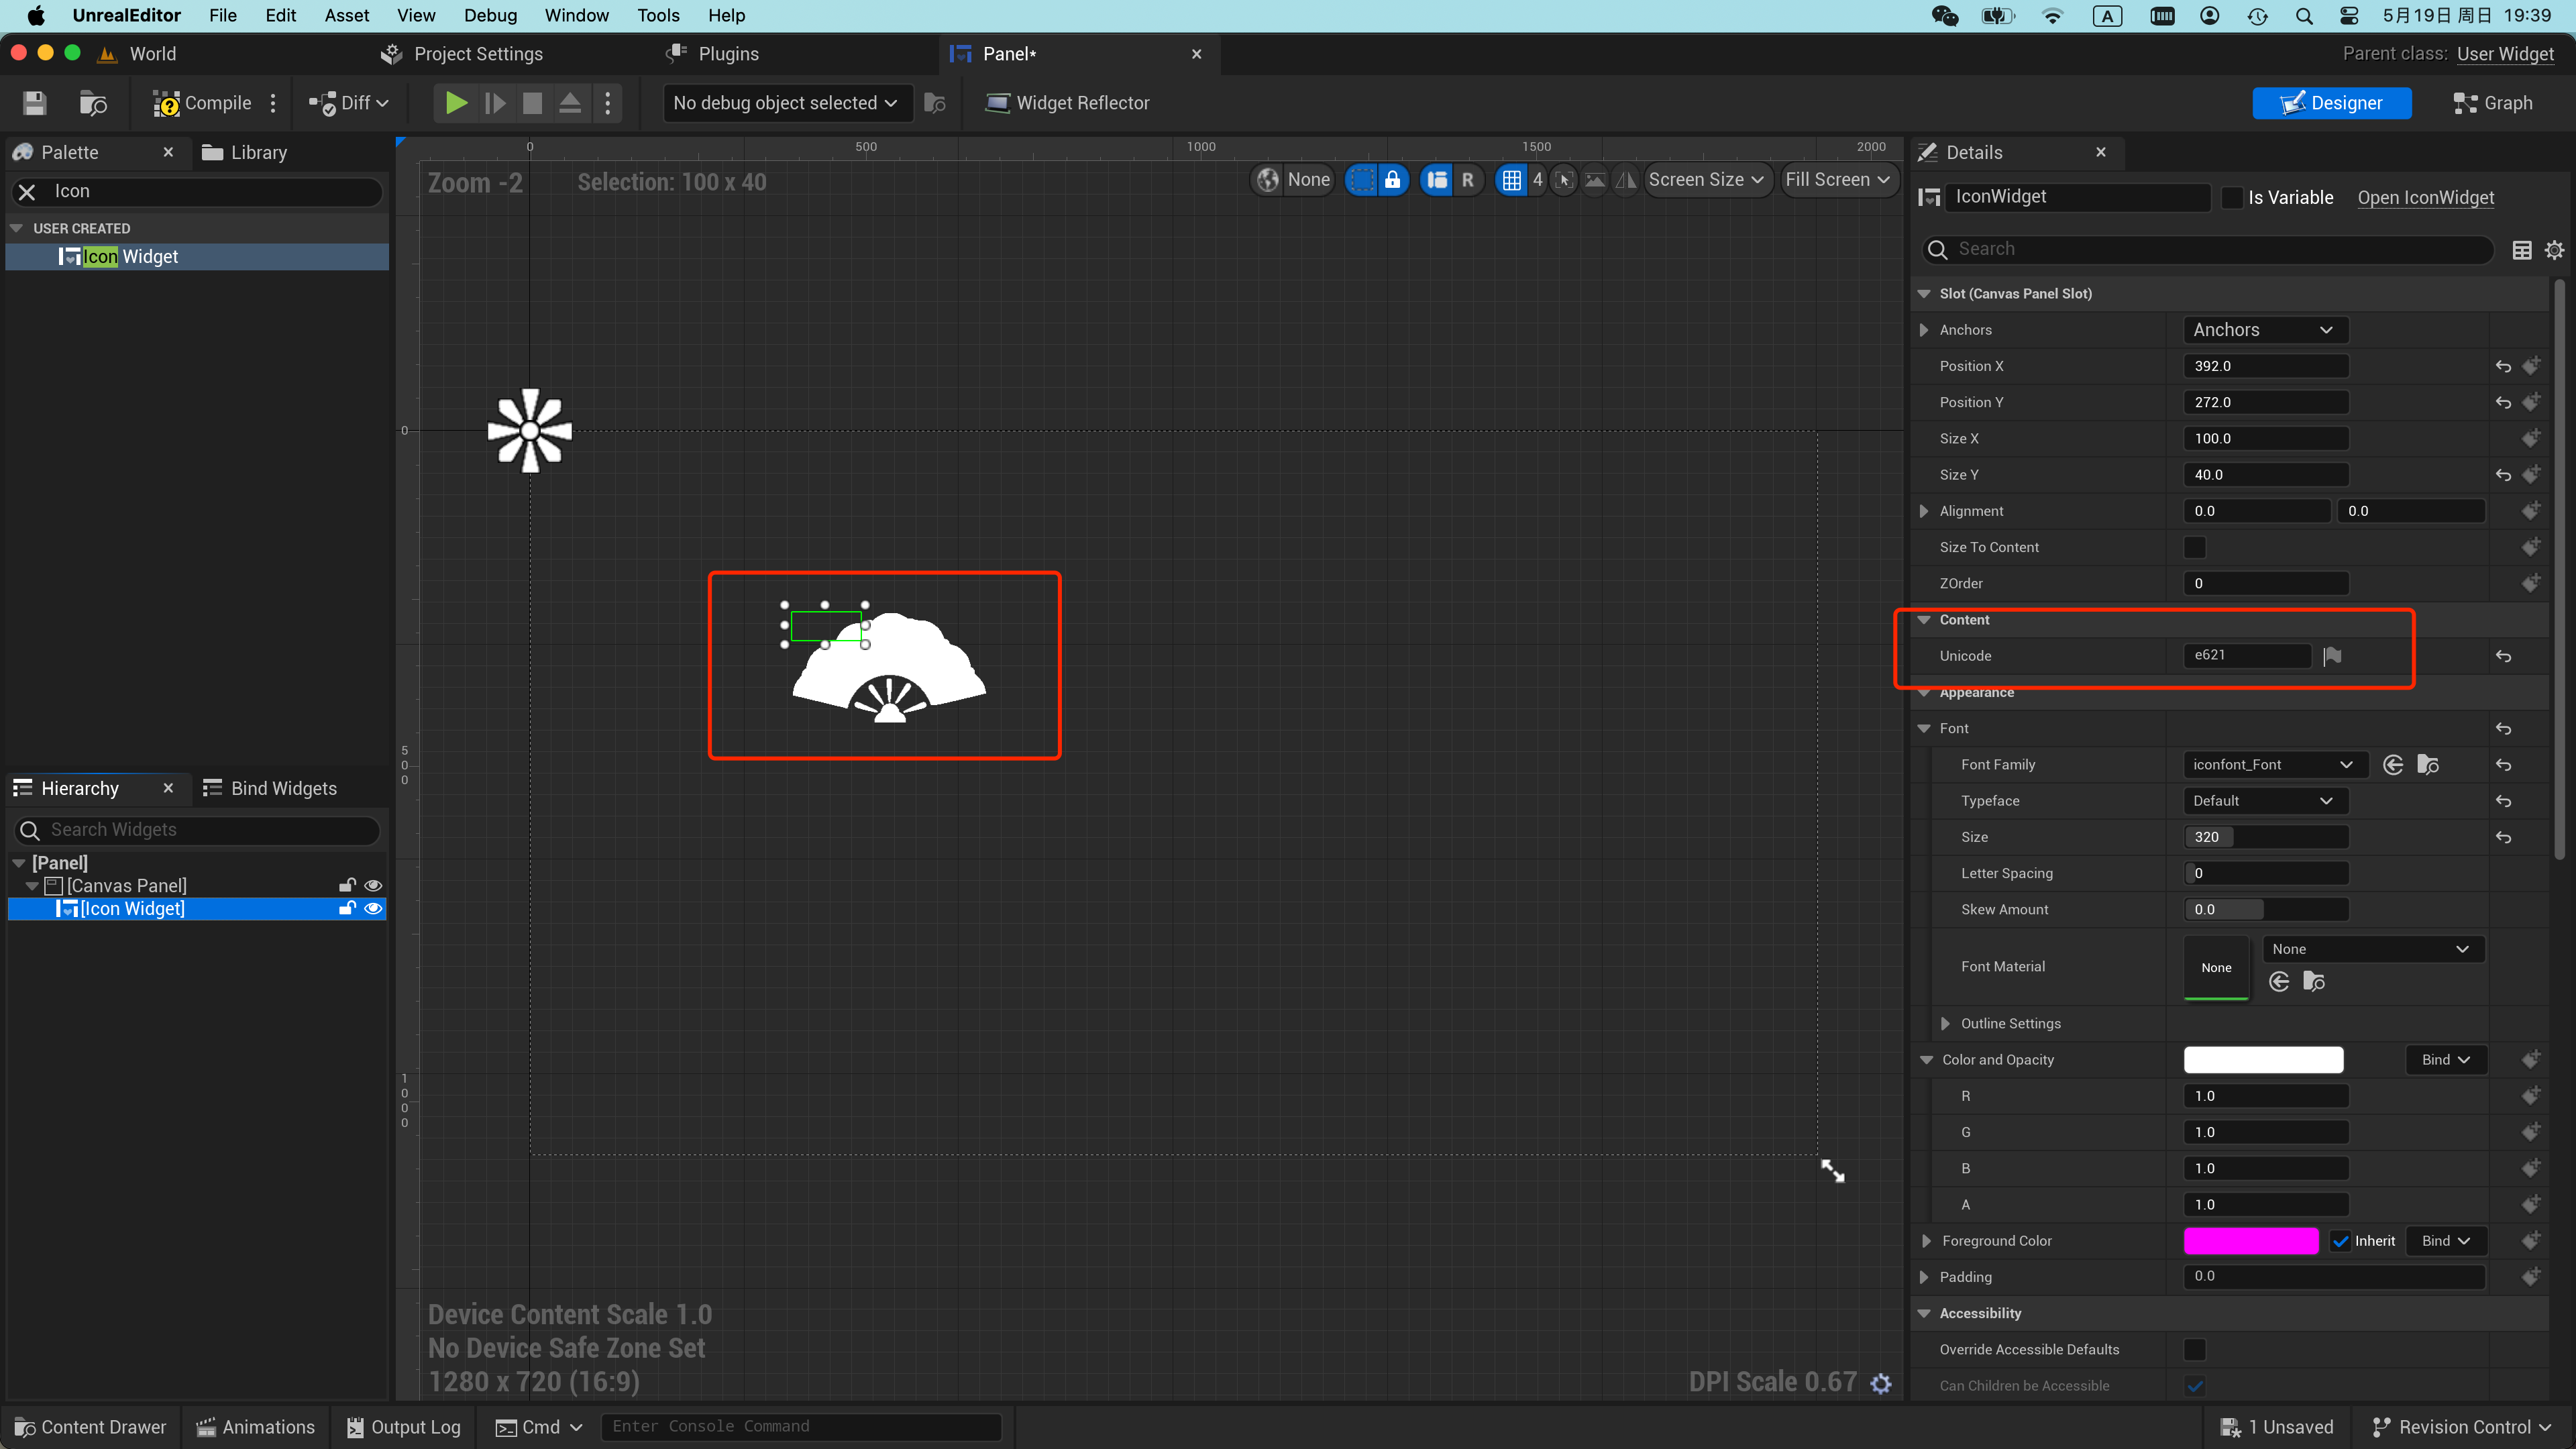 UnrealEditor File Edit Asset View Debug Window Tools Help A 5月19日 周日 19:39
World Project Settings Plugins Panel* Parent class: User Widget
Compile Diff No debug object selected Widget Reflector Designer Graph
Palette Library
Icon
USER CREATED
Icon Widget
Hierarchy Bind Widgets
Search Widgets
[Panel]
[Canvas Panel]
[Icon Widget]
0 500 1000 1500 2000
Zoom -2 Selection: 100 x 40 None R 4 Screen Size Fill Screen
0
500
1000
Device Content Scale 1.0
No Device Safe Zone Set
1280 x 720 (16:9)
DPI Scale 0.67
Details
IconWidget Is Variable Open IconWidget
Search
Slot (Canvas Panel Slot)
Anchors Anchors
Position X 392.0
Position Y 272.0
Size X 100.0
Size Y 40.0
Alignment 0.0 0.0
Size To Content
ZOrder 0
Content
Unicode e621
Appearance
Font
Font Family iconfont_Font
Typeface Default
Size 320
Letter Spacing 0
Skew Amount 0.0
Font Material None None
Outline Settings
Color and Opacity Bind
R 1.0
G 1.0
B 1.0
A 1.0
Foreground Color Inherit Bind
Padding 0.0
Accessibility
Override Accessible Defaults
Can Children be Accessible
Content Drawer Animations Output Log Cmd Enter Console Command 1 Unsaved Revision Control